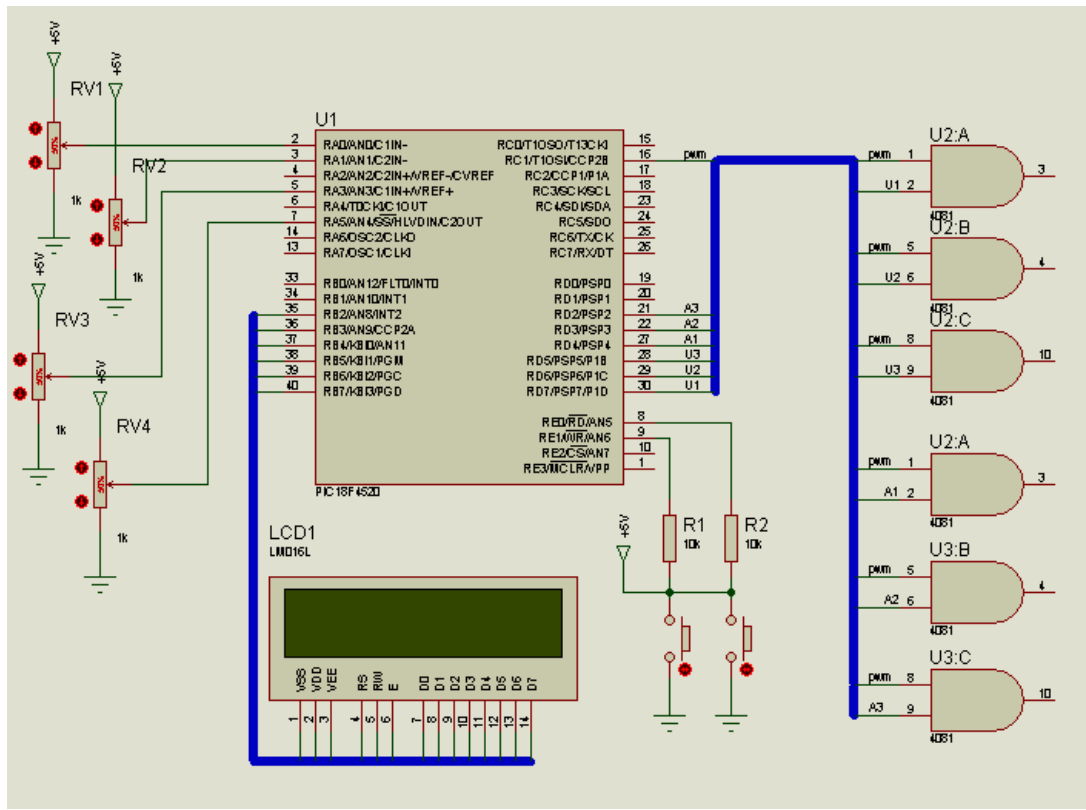 +5V
RV1
+5V
50%
1k
RV2
50%
1k
+5V
RV3
50%
1k
+5V
RV4
50%
1k
U1
2 RA0/AN0/C1IN-
3 RA1/AN1/C2IN-
4 RA2/AN2/C2IN+/VREF-/CVREF
5 RA3/AN3/C1IN+/VREF+
6 RA4/T0CKI/C1OUT
7 RA5/AN4/SS/HLVDIN/C2OUT
14 RA6/OSC2/CLKO
13 RA7/OSC1/CLKI
33 RB0/AN12/FLT0/INT0
34 RB1/AN10/INT1
35 RB2/AN8/INT2
36 RB3/AN9/CCP2A
37 RB4/KBI0/AN11
38 RB5/KBI1/PGM
39 RB6/KBI2/PGC
40 RB7/KBI3/PGD
RC0/T1OSO/T13CKI 15
RC1/T1OSI/CCP2B 16 pwm
RC2/CCP1/P1A 17
RC3/SCK/SCL 18
RC4/SDI/SDA 23
RC5/SDO 24
RC6/TX/CK 25
RC7/RX/DT 26
RD0/PSP0 19
RD1/PSP1 20
RD2/PSP2 21 A3
RD3/PSP3 22 A2
RD4/PSP4 27 A1
RD5/PSP5/P1B 28 U3
RD6/PSP6/P1C 29 U2
RD7/PSP7/P1D 30 U1
RE0/RD/AN5 8
RE1/WR/AN6 9
RE2/CS/AN7 10
RE3/MCLR/VPP 1
PIC18F4520
LCD1
LM016L
VSS VDD VEE RS RW E D0 D1 D2 D3 D4 D5 D6 D7
1 2 3 4 5 6 7 8 9 10 11 12 13 14
+5V
R1
10k
R2
10k
U2:A
pwm 1
U1 2
3
4081
U2:B
pwm 5
U2 6
4
4081
U2:C
pwm 8
U3 9
10
4081
U2:A
pwm 1
A1 2
3
4081
U3:B
pwm 5
A2 6
4
4081
U3:C
pwm 8
A3 9
10
4081